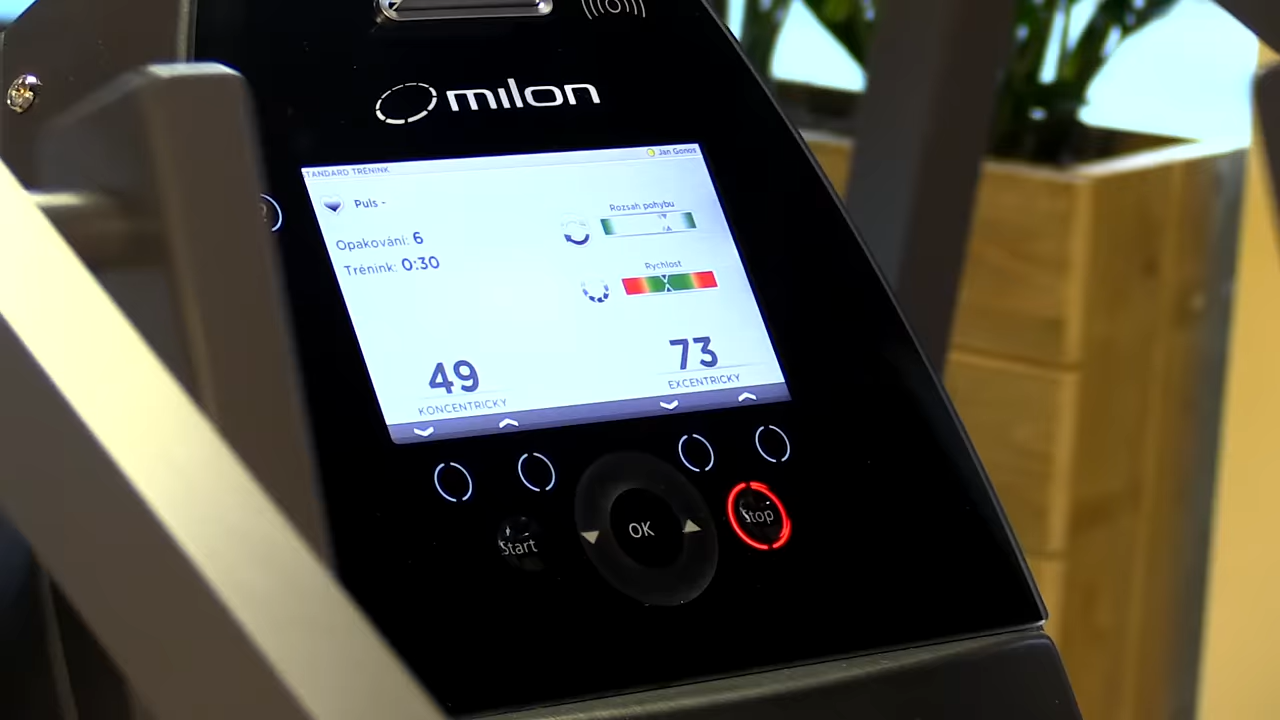 milon
STANDARD TRÉNINK
Jan Gonos
Puls -
Rozsah pohybu
Opakování: 6
Trénink: 0:30
Rychlost
49
KONCENTRICKY
73
EXCENTRICKY
Start
OK
Stop